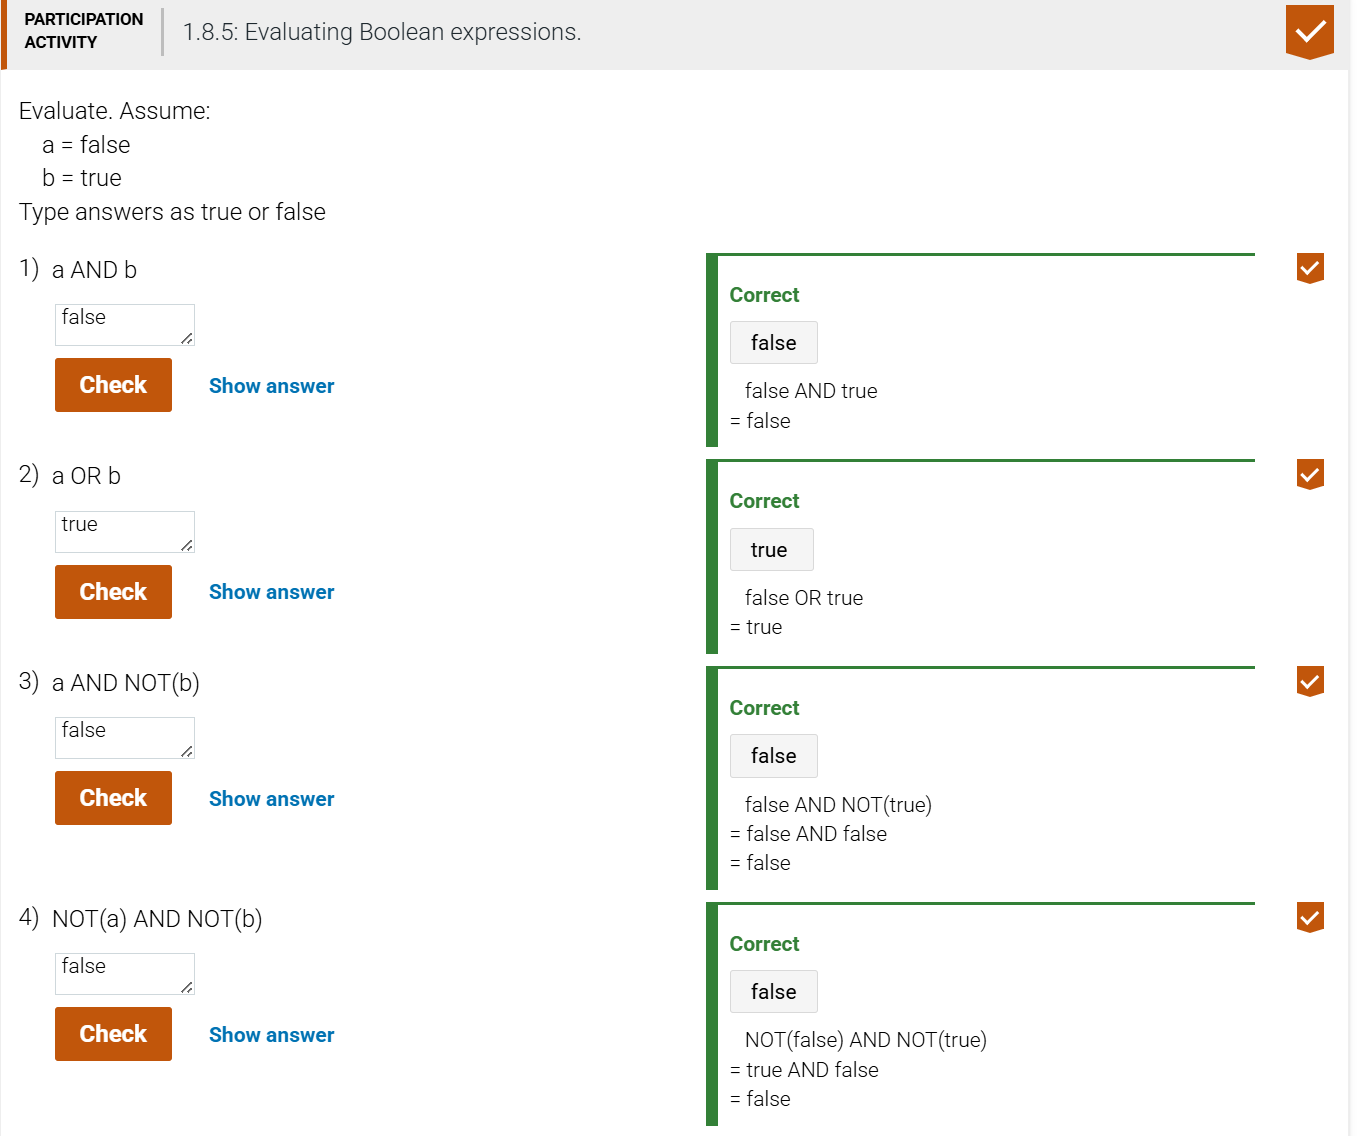 PARTICIPATION
ACTIVITY
1.8.5: Evaluating Boolean expressions.
Evaluate. Assume:
a = false
b = true
Type answers as true or false
1) a AND b
false
Check
Show answer
Correct
false
false AND true
= false
2) a OR b
true
Check
Show answer
Correct
true
false OR true
= true
3) a AND NOT(b)
false
Check
Show answer
Correct
false
false AND NOT(true)
= false AND false
= false
4) NOT(a) AND NOT(b)
false
Check
Show answer
Correct
false
NOT(false) AND NOT(true)
= true AND false
= false